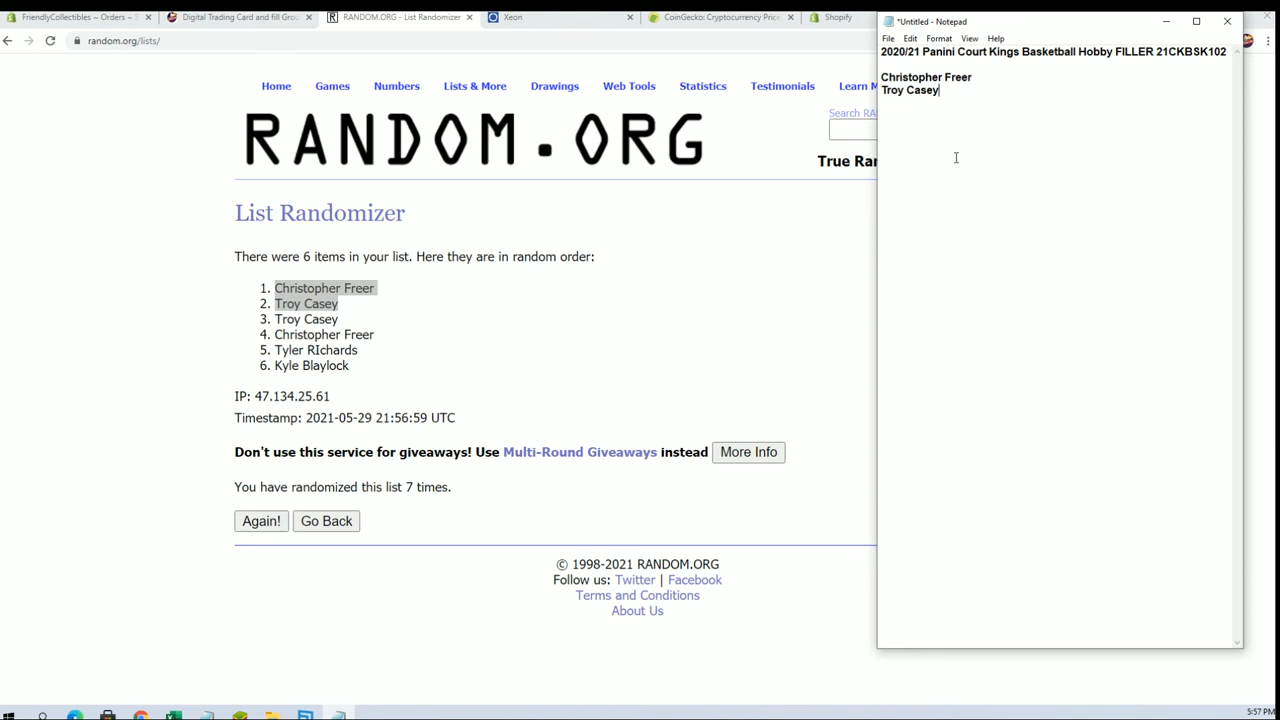 FriendlyCollectibles ~ Orders ~ S
Digital Trading Card and fill Grou
RANDOM.ORG - List Randomizer
Xeon
CoinGecko: Cryptocurrency Price
Shopify
random.org/lists/
Home Games Numbers Lists & More Drawings Web Tools Statistics Testimonials Learn M
Search RA
RANDOM.ORG
True Ran
List Randomizer
There were 6 items in your list. Here they are in random order:
1. Christopher Freer
2. Troy Casey
3. Troy Casey
4. Christopher Freer
5. Tyler RIchards
6. Kyle Blaylock
IP: 47.134.25.61
Timestamp: 2021-05-29 21:56:59 UTC
Don't use this service for giveaways! Use Multi-Round Giveaways instead More Info
You have randomized this list 7 times.
Again! Go Back
© 1998-2021 RANDOM.ORG
Follow us: Twitter | Facebook
Terms and Conditions
About Us
*Untitled - Notepad
File Edit Format View Help
2020/21 Panini Court Kings Basketball Hobby FILLER 21CKBSK102
Christopher Freer
Troy Casey
5:57 PM